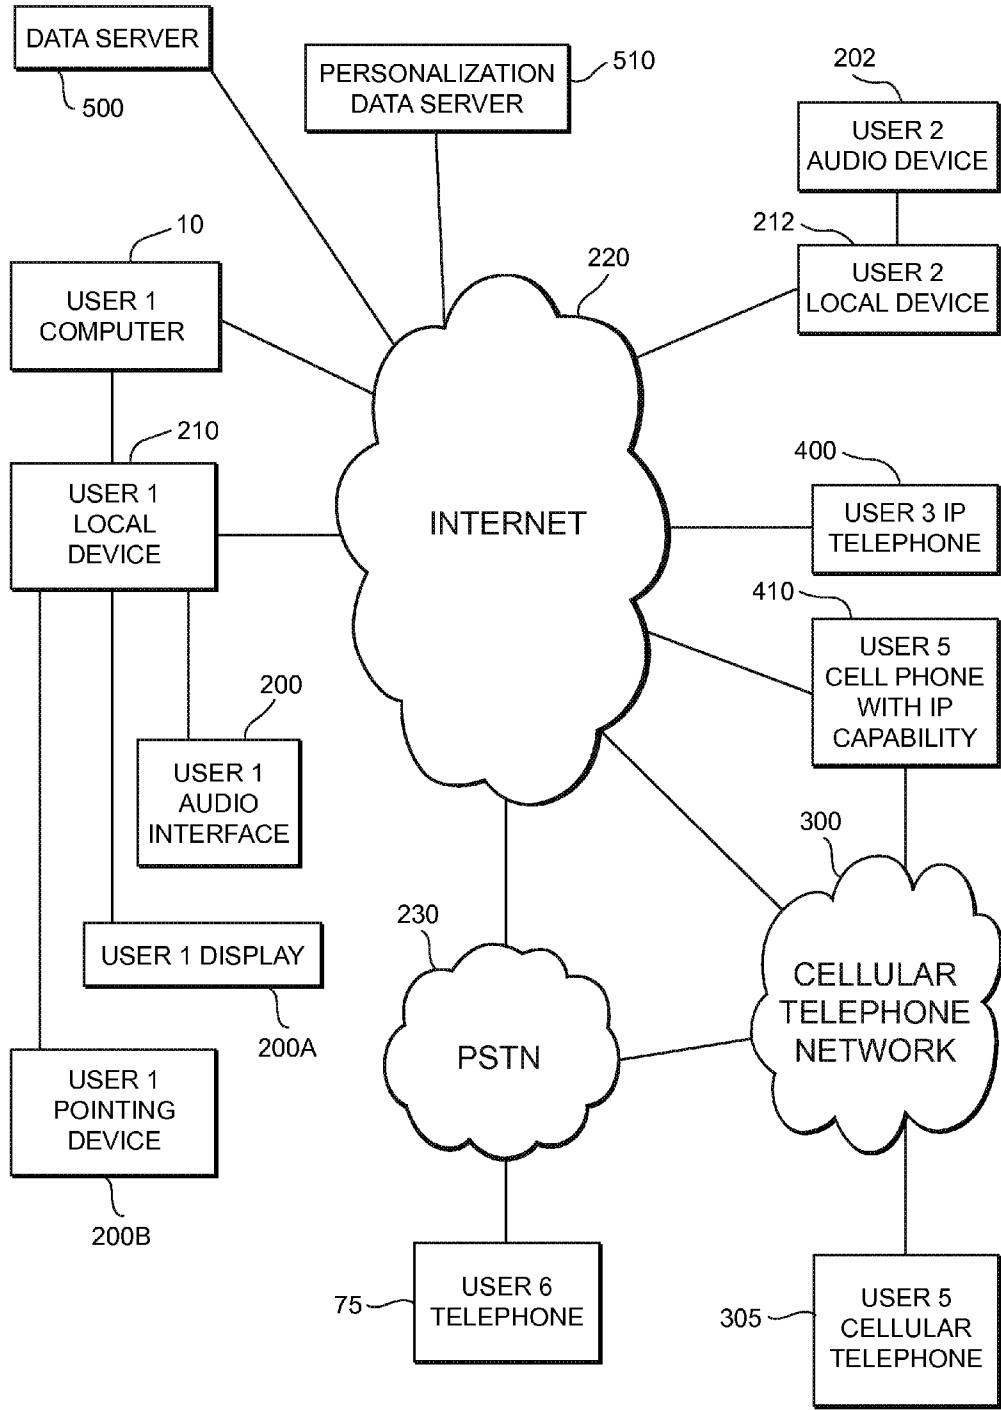 DATA SERVER
500
PERSONALIZATION
DATA SERVER
510
202
USER 2
AUDIO DEVICE
212
USER 2
LOCAL DEVICE
10
USER 1
COMPUTER
220
210
USER 1
LOCAL
DEVICE
INTERNET
400
USER 3 IP
TELEPHONE
410
USER 5
CELL PHONE
WITH IP
CAPABILITY
200
USER 1
AUDIO
INTERFACE
300
CELLULAR
TELEPHONE
NETWORK
USER 1 DISPLAY
200A
230
PSTN
USER 1
POINTING
DEVICE
200B
75
USER 6
TELEPHONE
305
USER 5
CELLULAR
TELEPHONE